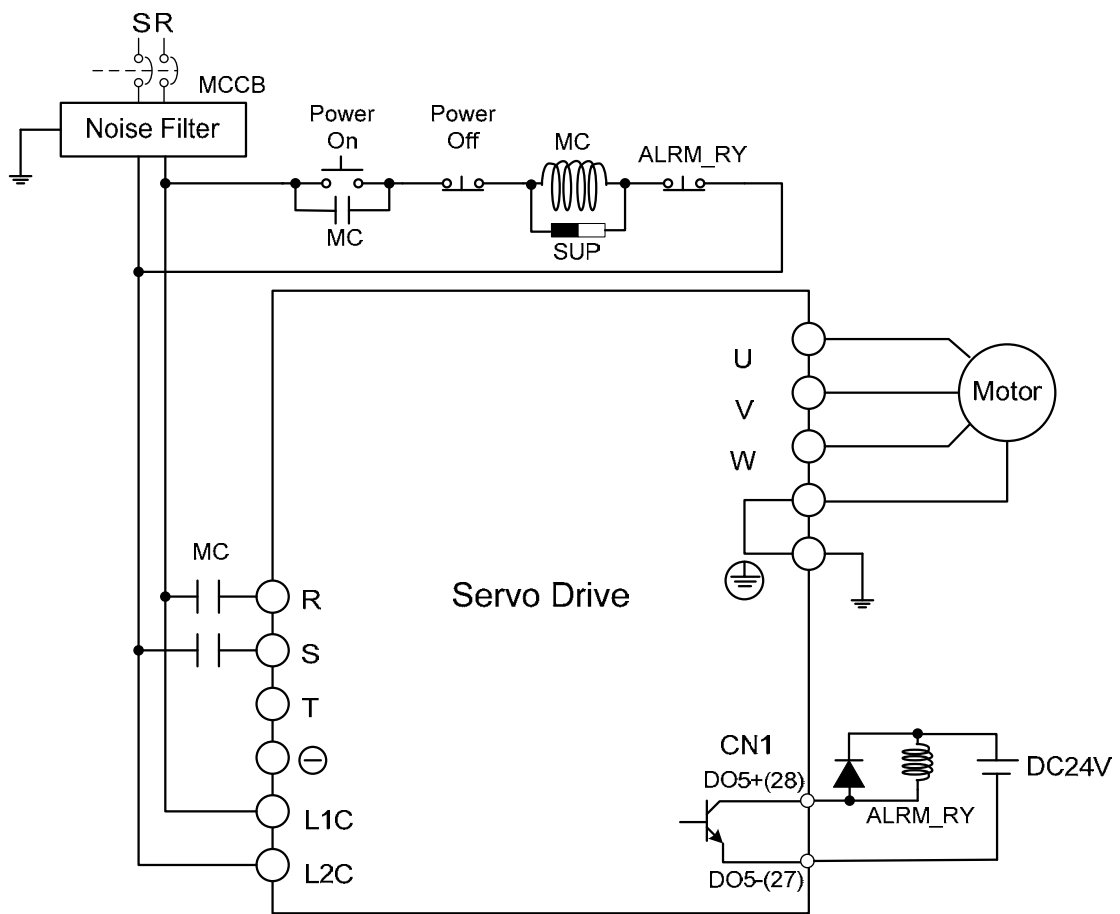 SR
MCCB
Noise Filter
Power
On
Power
Off
MC
ALRM_RY
MC
SUP
U
V
W
Motor
MC
Servo Drive
R
S
T
L1C
L2C
CN1
DO5+(28)
DO5-(27)
ALRM_RY
DC24V